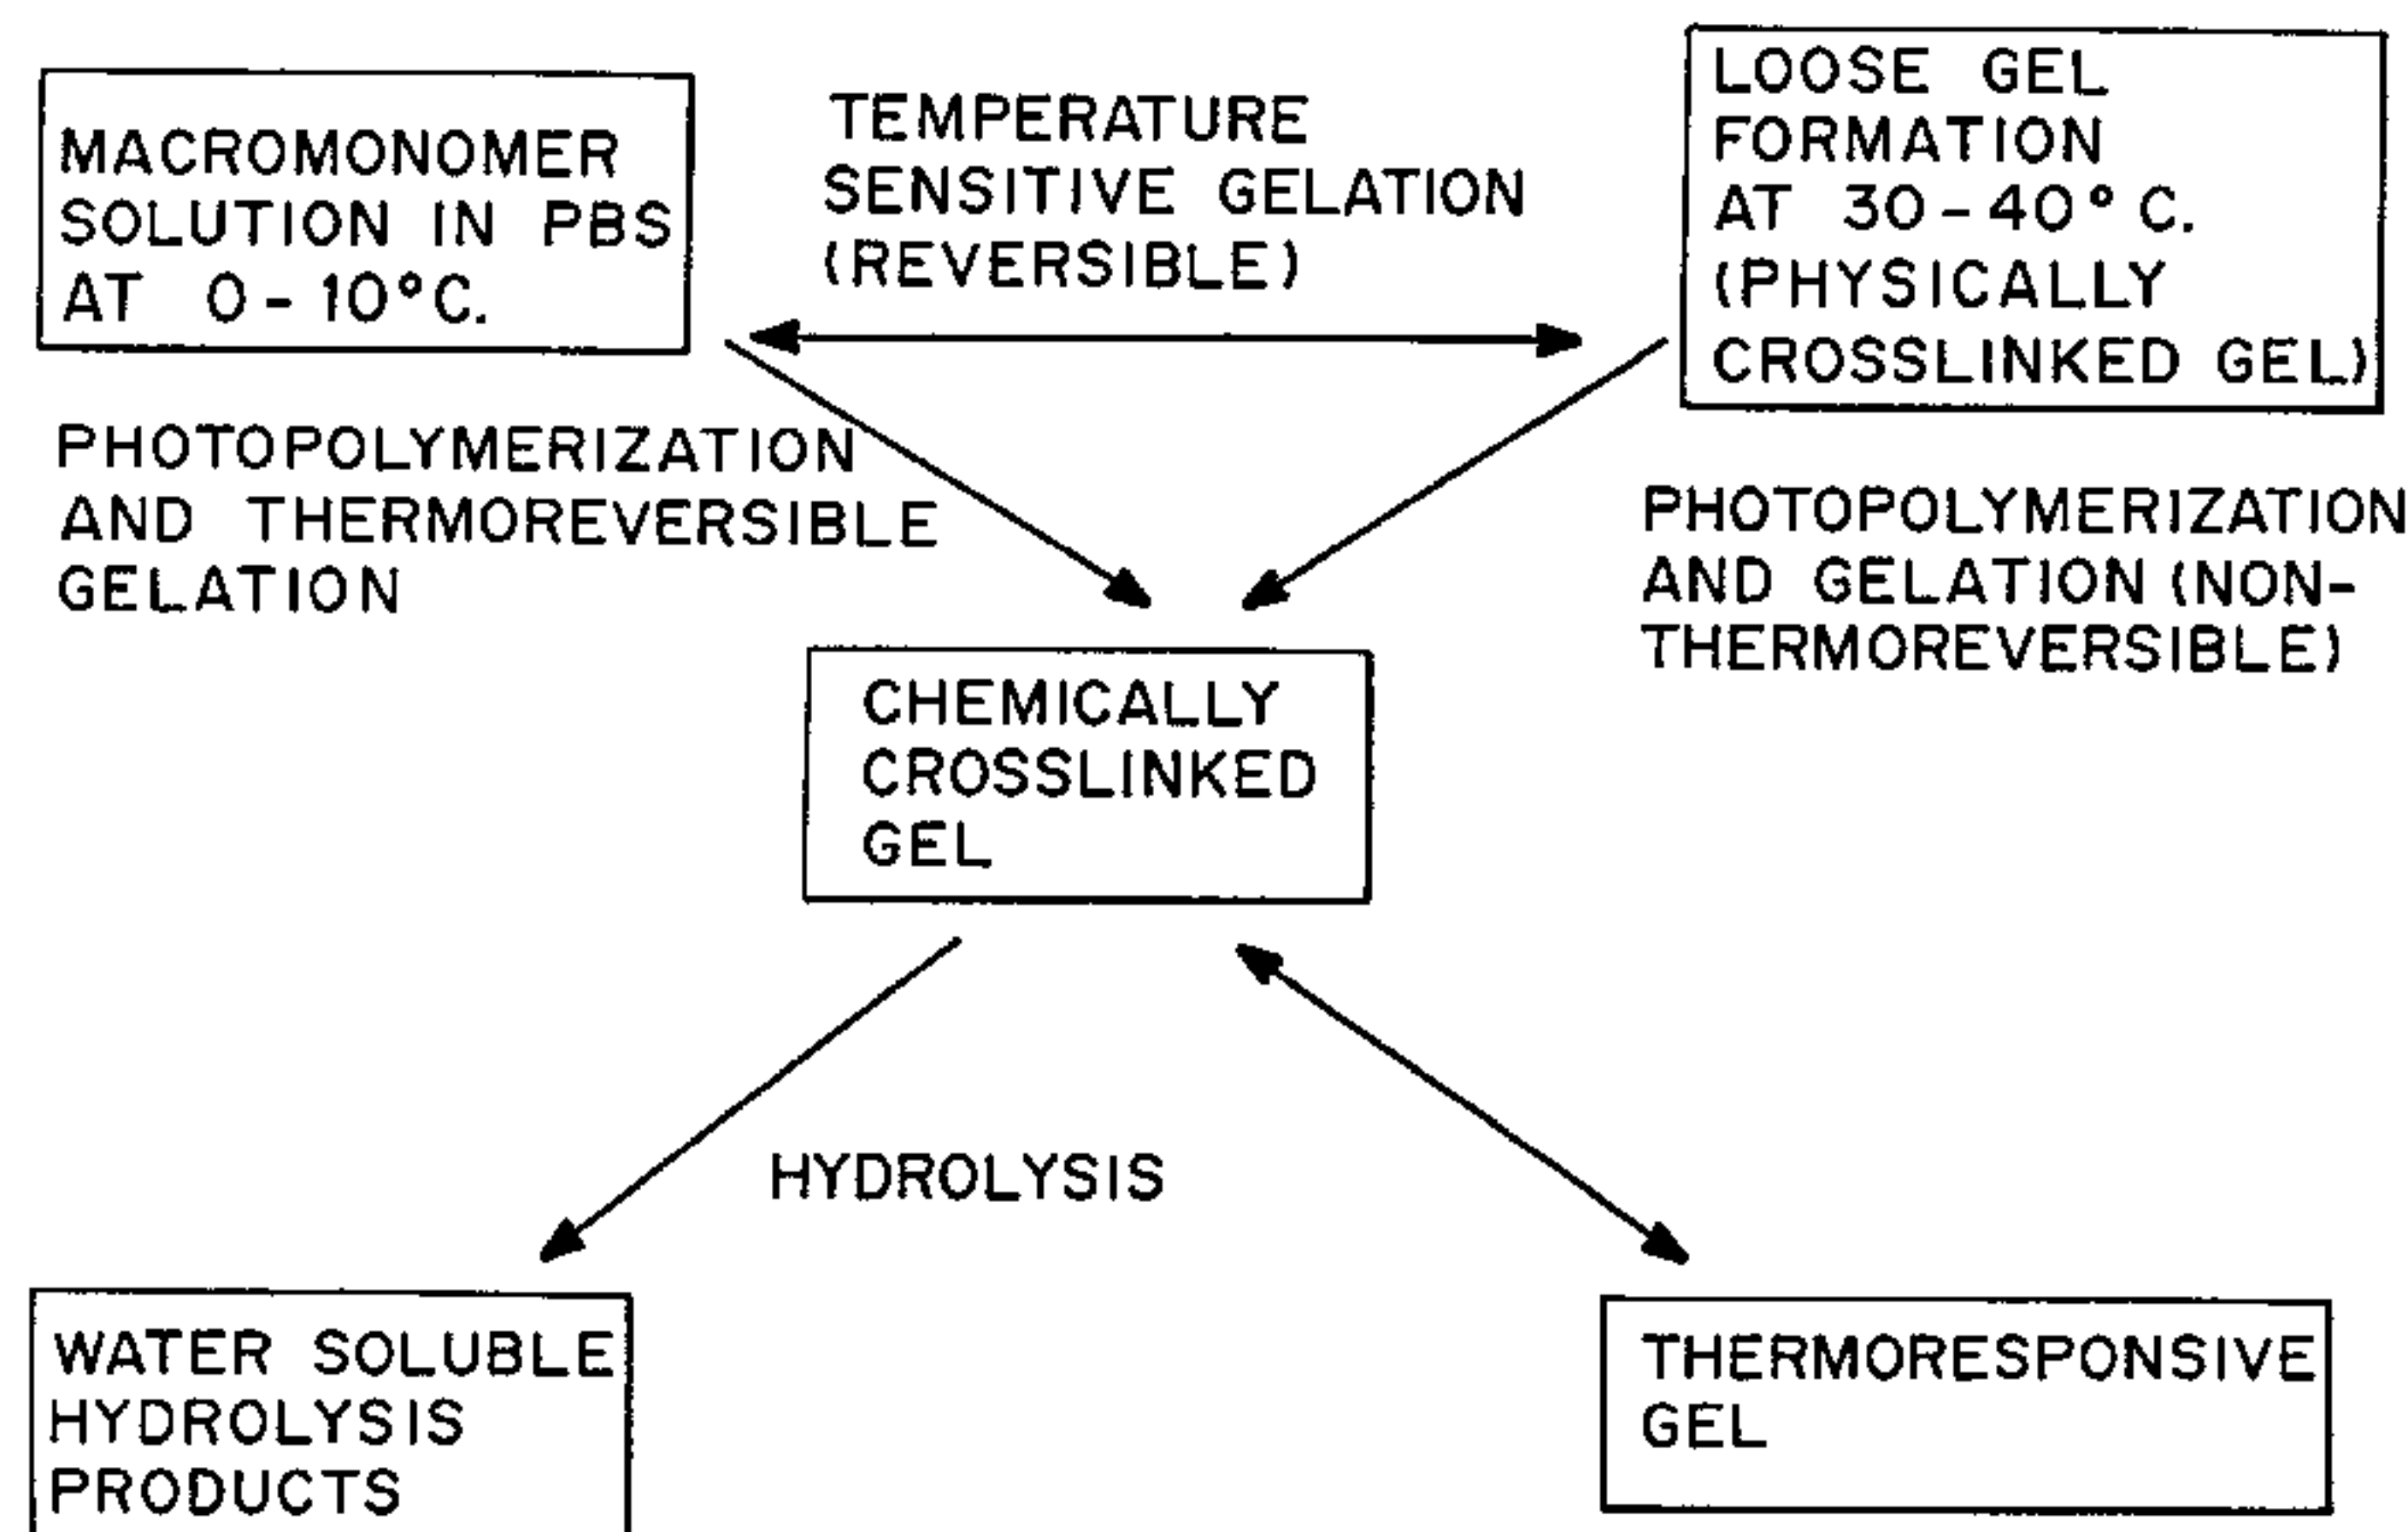 MACROMONOMER
SOLUTION IN PBS
AT 0-10°C.
TEMPERATURE
SENSITIVE GELATION
(REVERSIBLE)
LOOSE GEL
FORMATION
AT 30-40°C.
(PHYSICALLY
CROSSLINKED GEL)
PHOTOPOLYMERIZATION
AND THERMOREVERSIBLE
GELATION
PHOTOPOLYMERIZATION
AND GELATION (NON-
THERMOREVERSIBLE)
CHEMICALLY
CROSSLINKED
GEL
HYDROLYSIS
WATER SOLUBLE
HYDROLYSIS
PRODUCTS
THERMORESPONSIVE
GEL